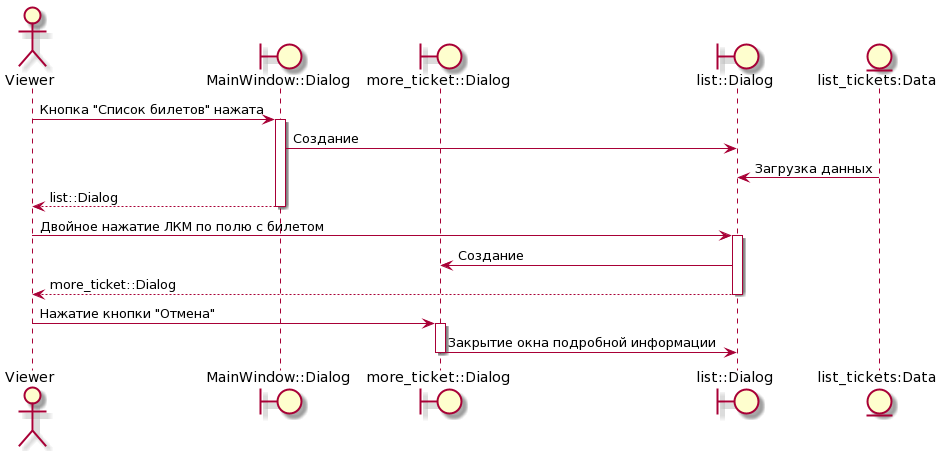 Viewer
MainWindow::Dialog
more_ticket::Dialog
list::Dialog
list_tickets:Data
Кнопка "Список билетов" нажата
Создание
Загрузка данных
list::Dialog
Двойное нажатие ЛКМ по полю с билетом
Создание
more_ticket::Dialog
Нажатие кнопки "Отмена"
Закрытие окна подробной информации
Viewer
MainWindow::Dialog
more_ticket::Dialog
list::Dialog
list_tickets:Data